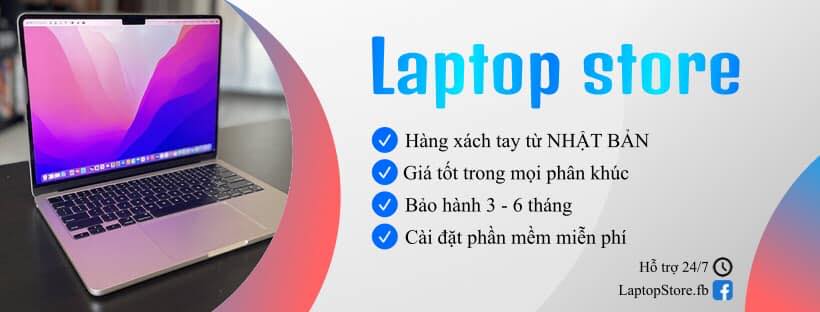 Laptop store
Hàng xách tay từ NHẬT BẢN
Giá tốt trong mọi phân khúc
Bảo hành 3 - 6 tháng
Cài đặt phần mềm miễn phí
Hỗ trợ 24/7
LaptopStore.fb